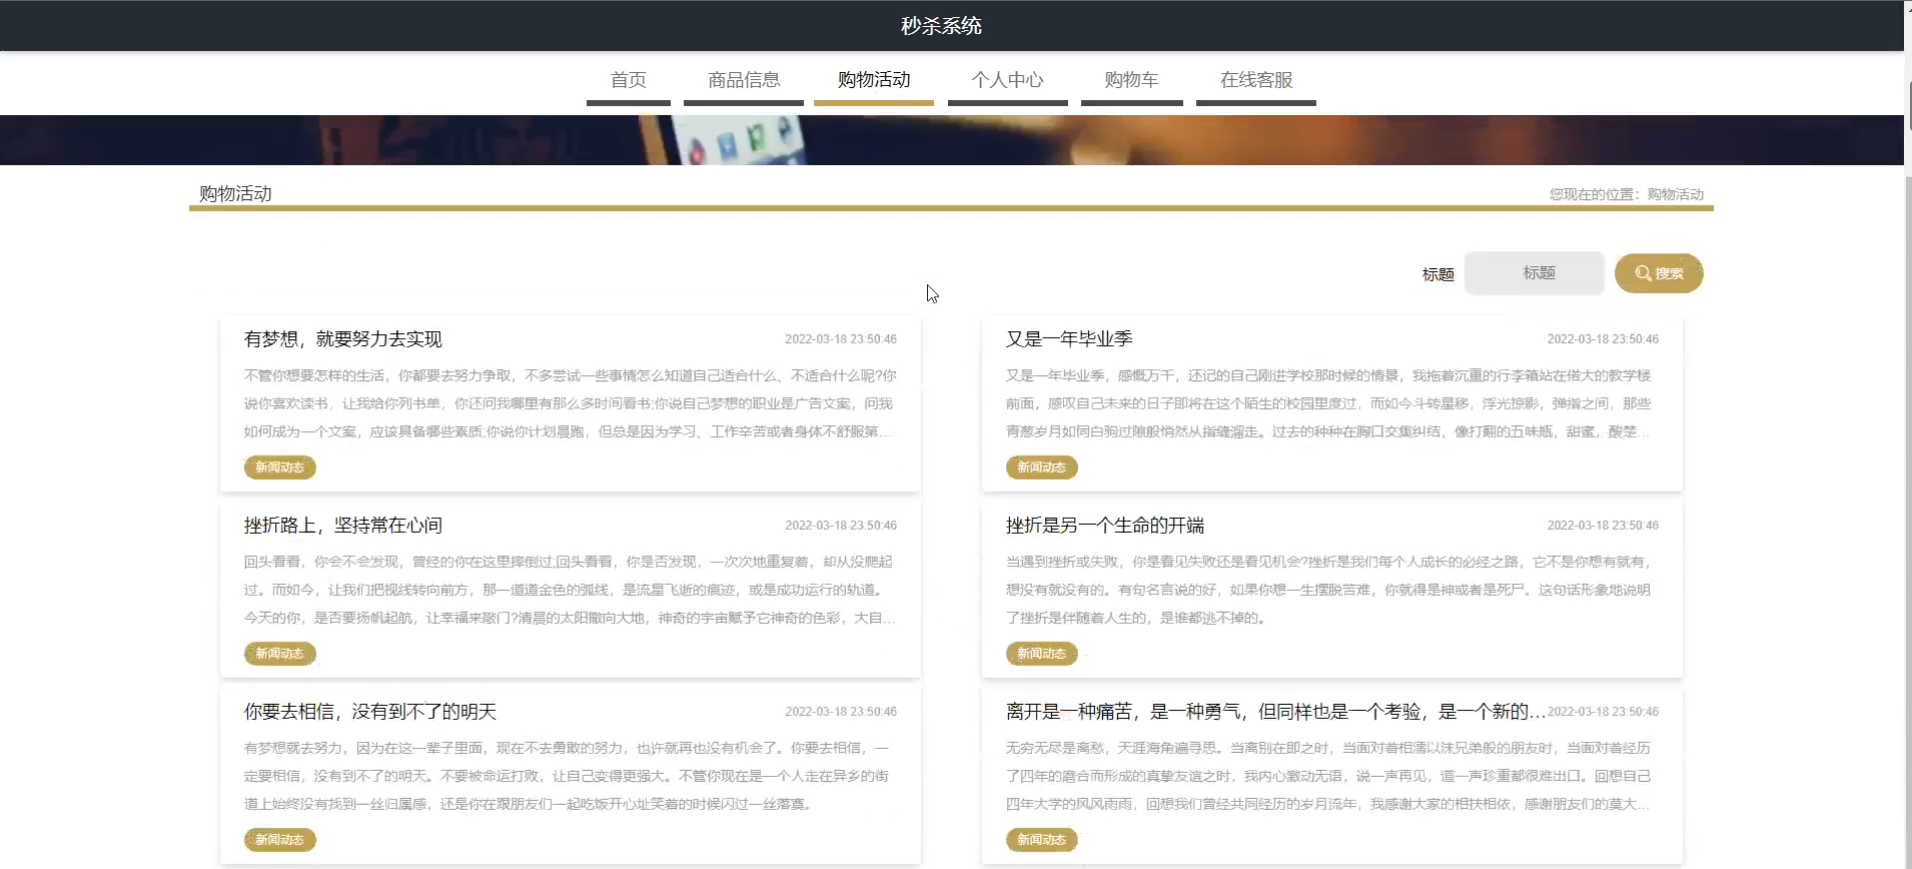 秒杀系统
首页
商品信息
购物活动
个人中心
购物车
在线客服
购物活动
您现在的位置：购物活动
标题
标题
搜索
有梦想，就要努力去实现
2022-03-18 23:50:46
不管你想要怎样的生活，你都要去努力争取，不多尝试一些事情怎么知道自己适合什么、不适合什么呢?你
说你喜欢读书，让我给你列书单，你还问我哪里有那么多时间看书;你说自己梦想的职业是广告文案，问我
如何成为一个文案，应该具备哪些素质;你说你计划晨跑，但总是因为学习、工作辛苦或者身体不舒服第…
新闻动态
又是一年毕业季
2022-03-18 23:50:46
又是一年毕业季，感慨万千，还记的自己刚进学校那时候的情景，我拖着沉重的行李箱站在偌大的教学楼
前面，感叹自己未来的日子即将在这个陌生的校园里度过，而如今斗转星移，浮光掠影，弹指之间，那些
青葱岁月如同白驹过隙般悄然从指缝溜走。过去的种种在胸口交集纠结，像打翻的五味瓶，甜蜜，酸楚…
新闻动态
挫折路上，坚持常在心间
2022-03-18 23:50:46
回头看看，你会不会发现，曾经的你在这里摔倒过;回头看看，你是否发现，一次次地重复着，却从没爬起
过。而如今，让我们把视线转向前方，那一道道金色的弧线，是流星飞逝的痕迹，或是成功运行的轨道。
今天的你，是否要扬帆起航，让幸福来敲门?清晨的太阳撒向大地，神奇的宇宙赋予它神奇的色彩，大自…
新闻动态
挫折是另一个生命的开端
2022-03-18 23:50:46
当遇到挫折或失败，你是看见失败还是看见机会?挫折是我们每个人成长的必经之路，它不是你想有就有，
想没有就没有的。有句名言说的好，如果你想一生摆脱苦难，你就得是神或者是死尸。这句话形象地说明
了挫折是伴随着人生的，是谁都逃不掉的。
新闻动态
你要去相信，没有到不了的明天
2022-03-18 23:50:46
有梦想就去努力，因为在这一辈子里面，现在不去勇敢的努力，也许就再也没有机会了。你要去相信，一
定要相信，没有到不了的明天。不要被命运打败，让自己变得更强大。不管你现在是一个人走在异乡的街
道上始终没有找到一丝归属感，还是你在跟朋友们一起吃饭开心址笑着的时候闪过一丝落寞。
新闻动态
离开是一种痛苦，是一种勇气，但同样也是一个考验，是一个新的…
2022-03-18 23:50:46
无穷无尽是离愁，天涯海角遍寻思。当离别在即之时，当面对着相濡以沫兄弟般的朋友时，当面对着经历
了四年的磨合而形成的真挚友谊之时，我内心激动无语，说一声再见，道一声珍重都很难出口。回想自己
四年大学的风风雨雨，回想我们曾经共同经历的岁月流年，我感谢大家的相扶相依，感谢朋友们的莫大…
新闻动态